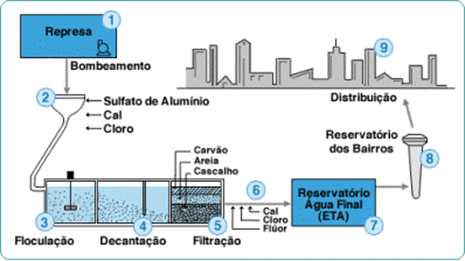 1
Represa
Bombeamento
2
Sulfato de Alumínio
Cal
Cloro
3
Floculação
4
Decantação
Carvão
Areia
Cascalho
5
Filtração
6
Cal
Cloro
Flúor
Reservatório
Água Final
(ETA)
7
Reservatório
dos Bairros
8
9
Distribuição